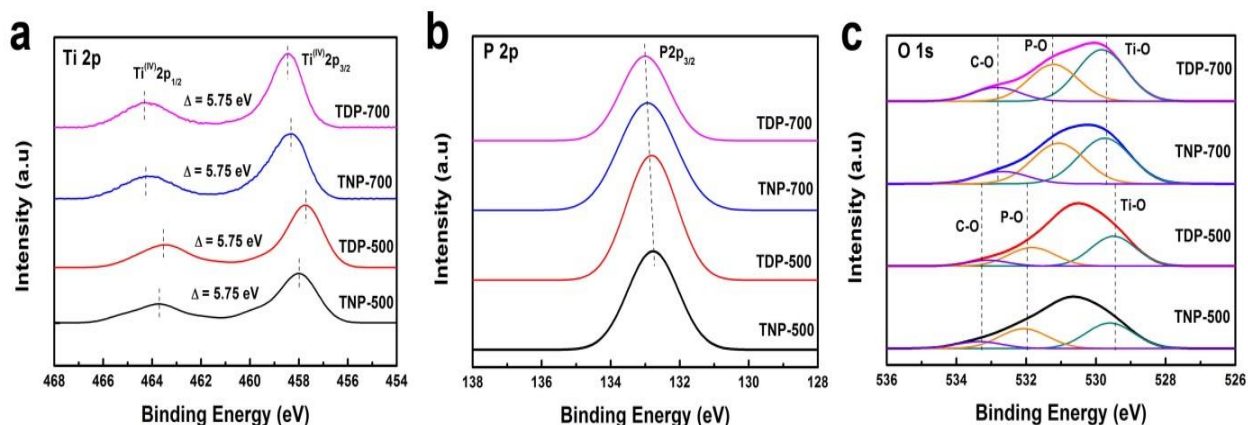 a
Ti 2p
Ti(IV)2p1/2
Ti(IV)2p3/2
Δ = 5.75 eV
TDP-700
Δ = 5.75 eV
TNP-700
Δ = 5.75 eV
TDP-500
Δ = 5.75 eV
TNP-500
Intensity (a.u)
468 466 464 462 460 458 456 454
Binding Energy (eV)
b
P 2p
P2p3/2
TDP-700
TNP-700
TDP-500
TNP-500
Intensity (a.u)
138 136 134 132 130 128
Binding Energy (eV)
c
O 1s
C-O
P-O
Ti-O
TDP-700
TNP-700
C-O
P-O
Ti-O
TDP-500
TNP-500
Intensity (a.u)
536 534 532 530 528 526
Binding Energy (eV)